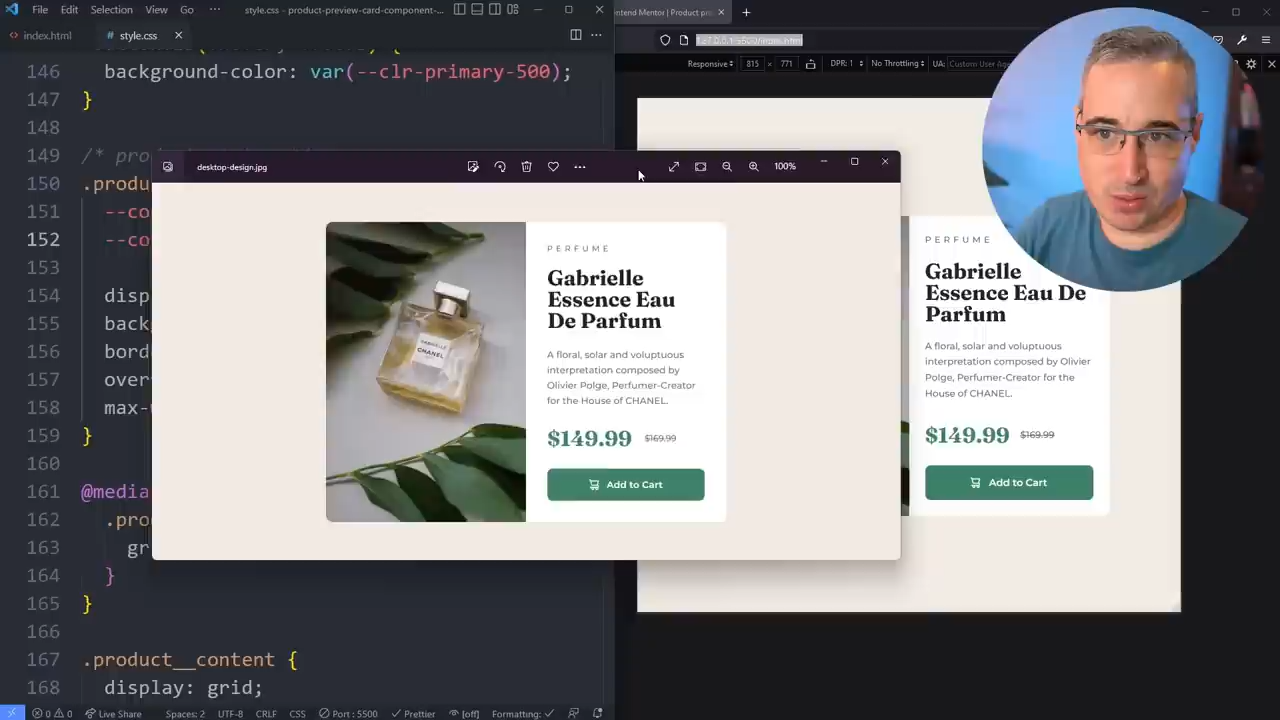 File Edit Selection View Go style.css - product-preview-card-component-...
index.html style.css
146 background-color: var(--clr-primary-500);
147 }
148
149 /* pro
150 .produ
151 --co
152 --co
153
154 disp
155 back
156 bord
157 over
158 max-
159 }
160
161 @media
162 .pro
163 gr
164 }
165 }
166
167 .product__content {
168 display: grid;
0 0 Live Share Spaces: 2 UTF-8 CRLF CSS Port : 5500 Prettier [off] Formatting:
ntend Mentor | Product pr
Responsive 815 × 771 DPR: 1 No Throttling UA: Custom User Age
desktop-design.jpg 100%
GABRIELLE
CHANEL
PERFUME
Gabrielle
Essence Eau
De Parfum
A floral, solar and voluptuous
interpretation composed by
Olivier Polge, Perfumer-Creator
for the House of CHANEL.
$149.99 $169.99
Add to Cart
PERFUME
Gabrielle
Essence Eau De
Parfum
A floral, solar and voluptuous
interpretation composed by Olivier
Polge, Perfumer-Creator for the
House of CHANEL.
$149.99 $169.99
Add to Cart